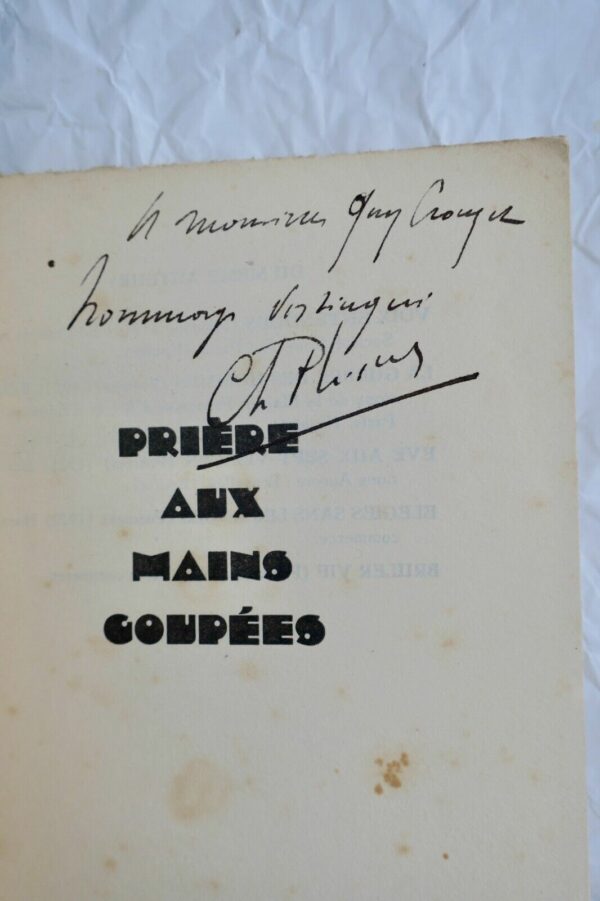 A monsieur Guy Crouzet
hommage distingué
Ch Plisnier
PRIÈRE
AUX
MAINS
COUPÉES